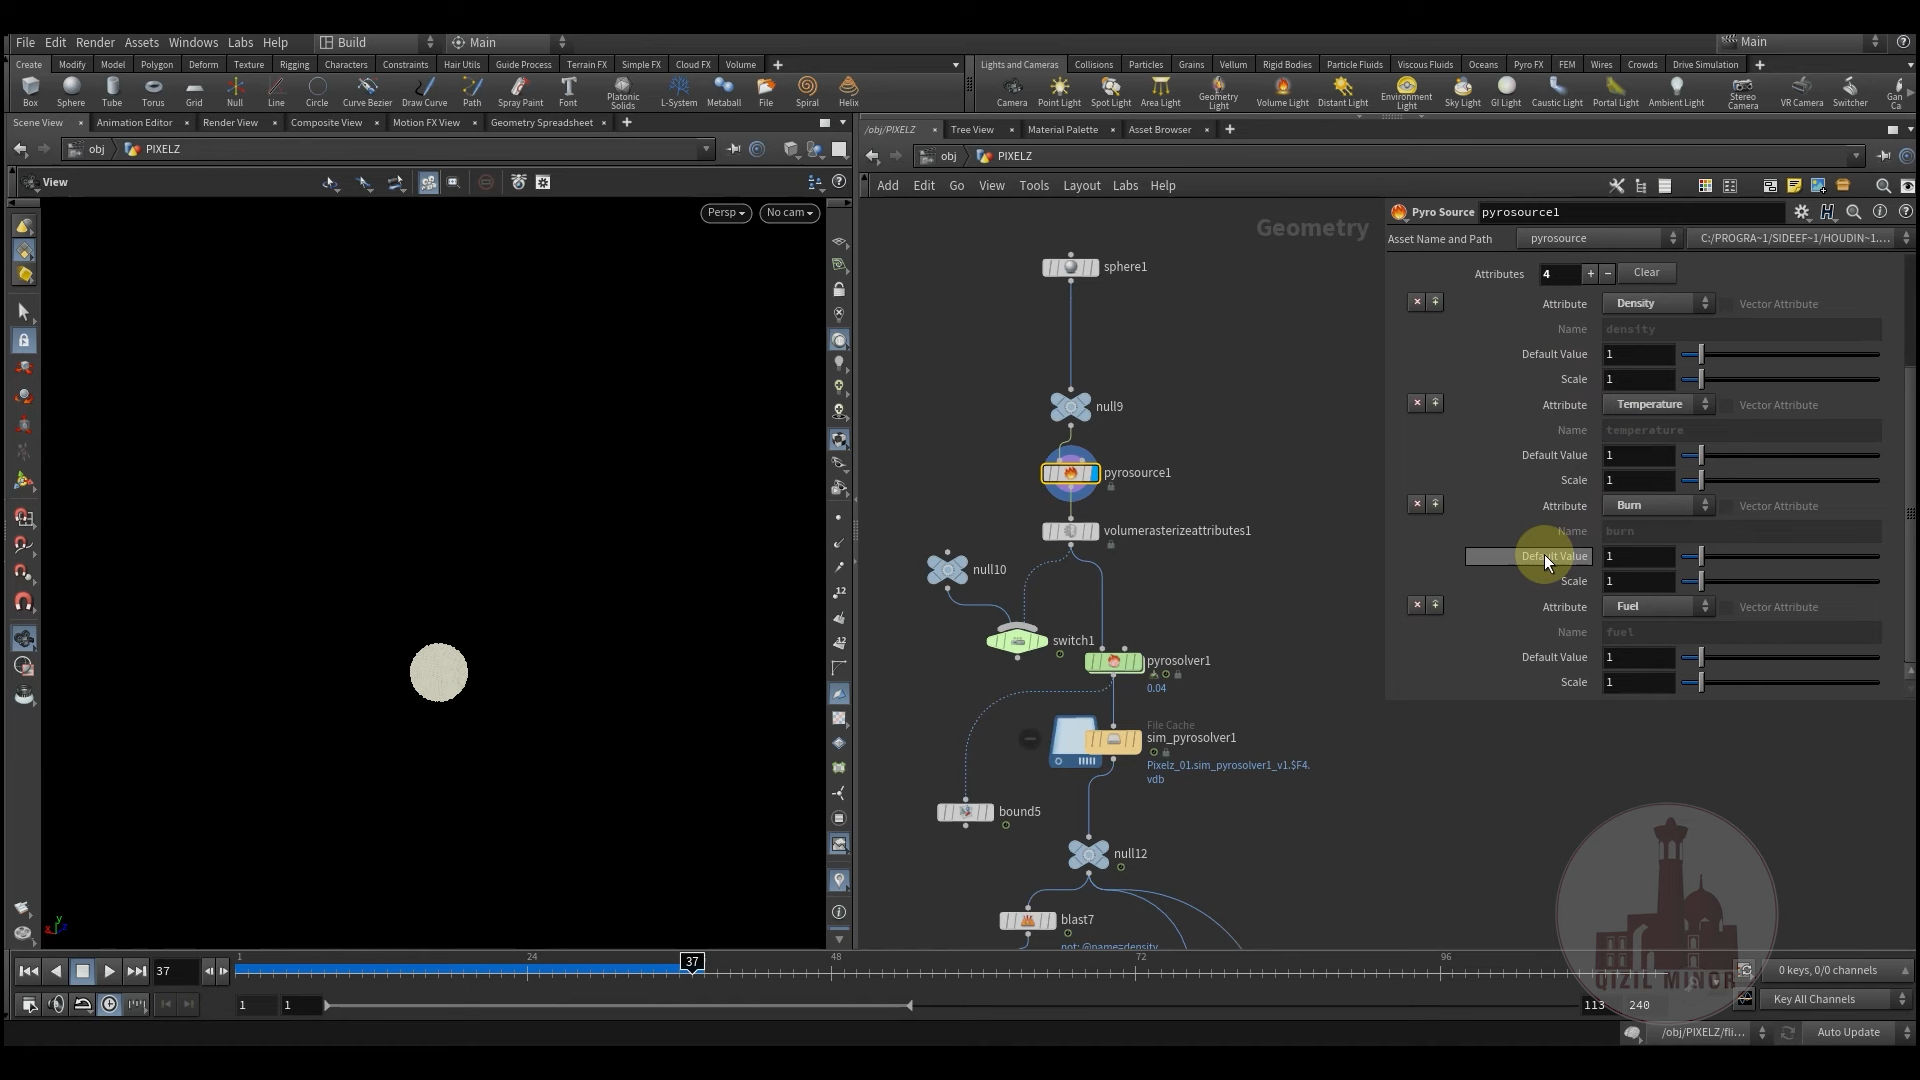 File Edit Render Assets Windows Labs Help Build Main Main
Create Modify Model Polygon Deform Texture Rigging Characters Constraints Hair Utils Guide Process Terrain FX Simple FX Cloud FX Volume
Lights and Cameras Collisions Particles Grains Vellum Rigid Bodies Particle Fluids Viscous Fluids Oceans Pyro FX FEM Wires Crowds Drive Simulation
Box Sphere Tube Torus Grid Null Line Circle Curve Bezier Draw Curve Path Spray Paint Font Platonic Solids L-System Metaball File Spiral Helix
Camera Point Light Spot Light Area Light Geometry Light Volume Light Distant Light Environment Light Sky Light GI Light Caustic Light Portal Light Ambient Light Stereo Camera VR Camera Switcher Gan Ca
Scene View Animation Editor Render View Composite View Motion FX View Geometry Spreadsheet
/obj/PIXELZ Tree View Material Palette Asset Browser
obj PIXELZ
obj PIXELZ
View
Add Edit Go View Tools Layout Labs Help
Persp No cam
Geometry
Pyro Source pyrosource1
Asset Name and Path pyrosource C:/PROGRA~1/SIDEEF~1/HOUDIN~1....
Attributes 4 Clear
Attribute Density Vector Attribute
Name density
Default Value 1
Scale 1
Attribute Temperature Vector Attribute
Name temperature
Default Value 1
Scale 1
Attribute Burn Vector Attribute
Name burn
Default Value 1
Scale 1
Attribute Fuel Vector Attribute
Name fuel
Default Value 1
Scale 1
sphere1
null9
pyrosource1
volumerasterizeattributes1
null10
switch1
pyrosolver1
0.04
File Cache
sim_pyrosolver1
Pixelz_01.sim_pyrosolver1_v1.$F4.
vdb
bound5
null12
blast7
not: @name=density
12
12
y
x
z
QIZIL MINOR
37
1 24 37 48 72 96
0 keys, 0/0 channels
1 1 113 240
Key All Channels
/obj/PIXELZ/fli... Auto Update